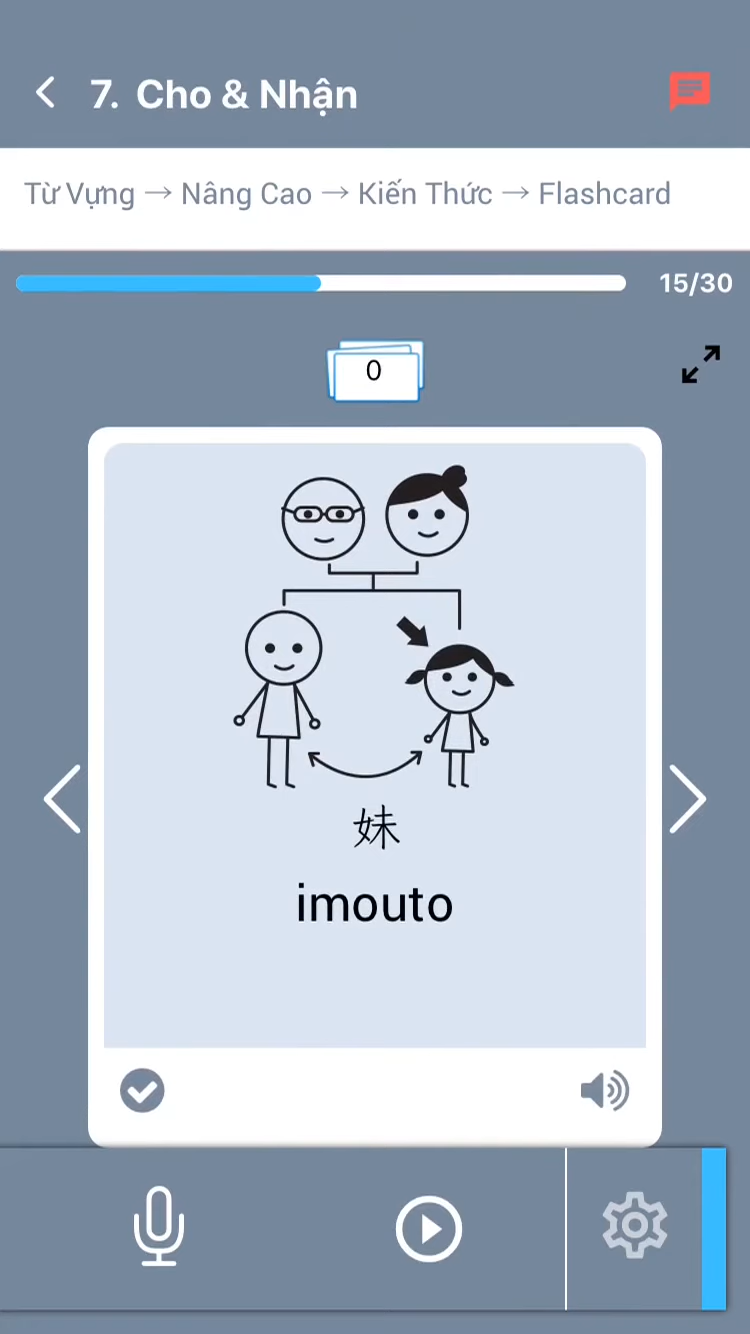 7. Cho & Nhận
Từ Vựng → Nâng Cao → Kiến Thức → Flashcard
15/30
0
妹
imouto